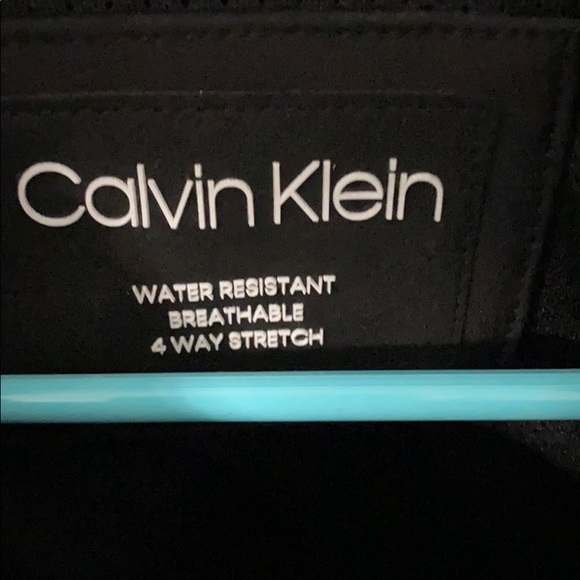 Calvin Klein
WATER RESISTANT
BREATHABLE
4 WAY STRETCH